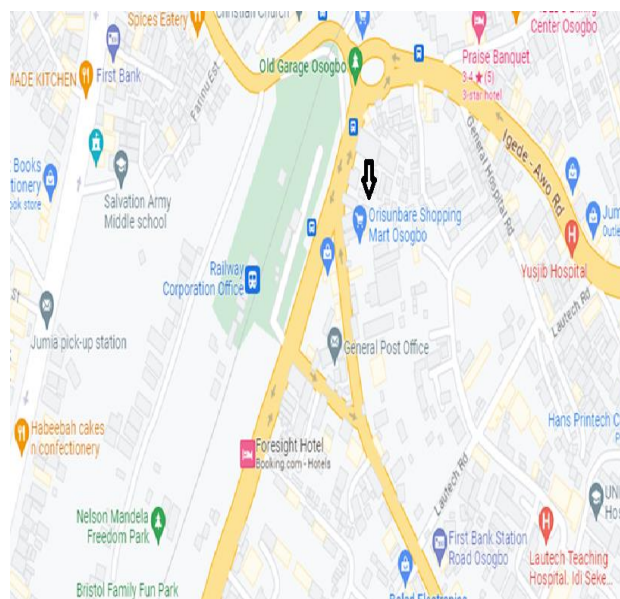 Spices Eatery
Christian Church
Center Osogbo
Praise Banquet
3.4 ★ (5)
3-star hotel
Old Garage Osogbo
First Bank
MADE KITCHEN
Farinu Est
General Hospital Rd
Igede - Awo Rd
Books
Salvation Army
Middle school
Orisunbare Shopping
Mart Osogbo
Yusjib Hospital
Railway
Corporation Office
Lautech Rd
Jumia pick-up station
General Post Office
Habeebah cakes
n confectionery
Foresight Hotel
Booking.com - Hotels
Hans Printech
Lautech Rd
Nelson Mandela
Freedom Park
First Bank Station
Road Osogbo
Lautech Teaching
Hospital. Idi Seke...
Bristol Family Fun Park